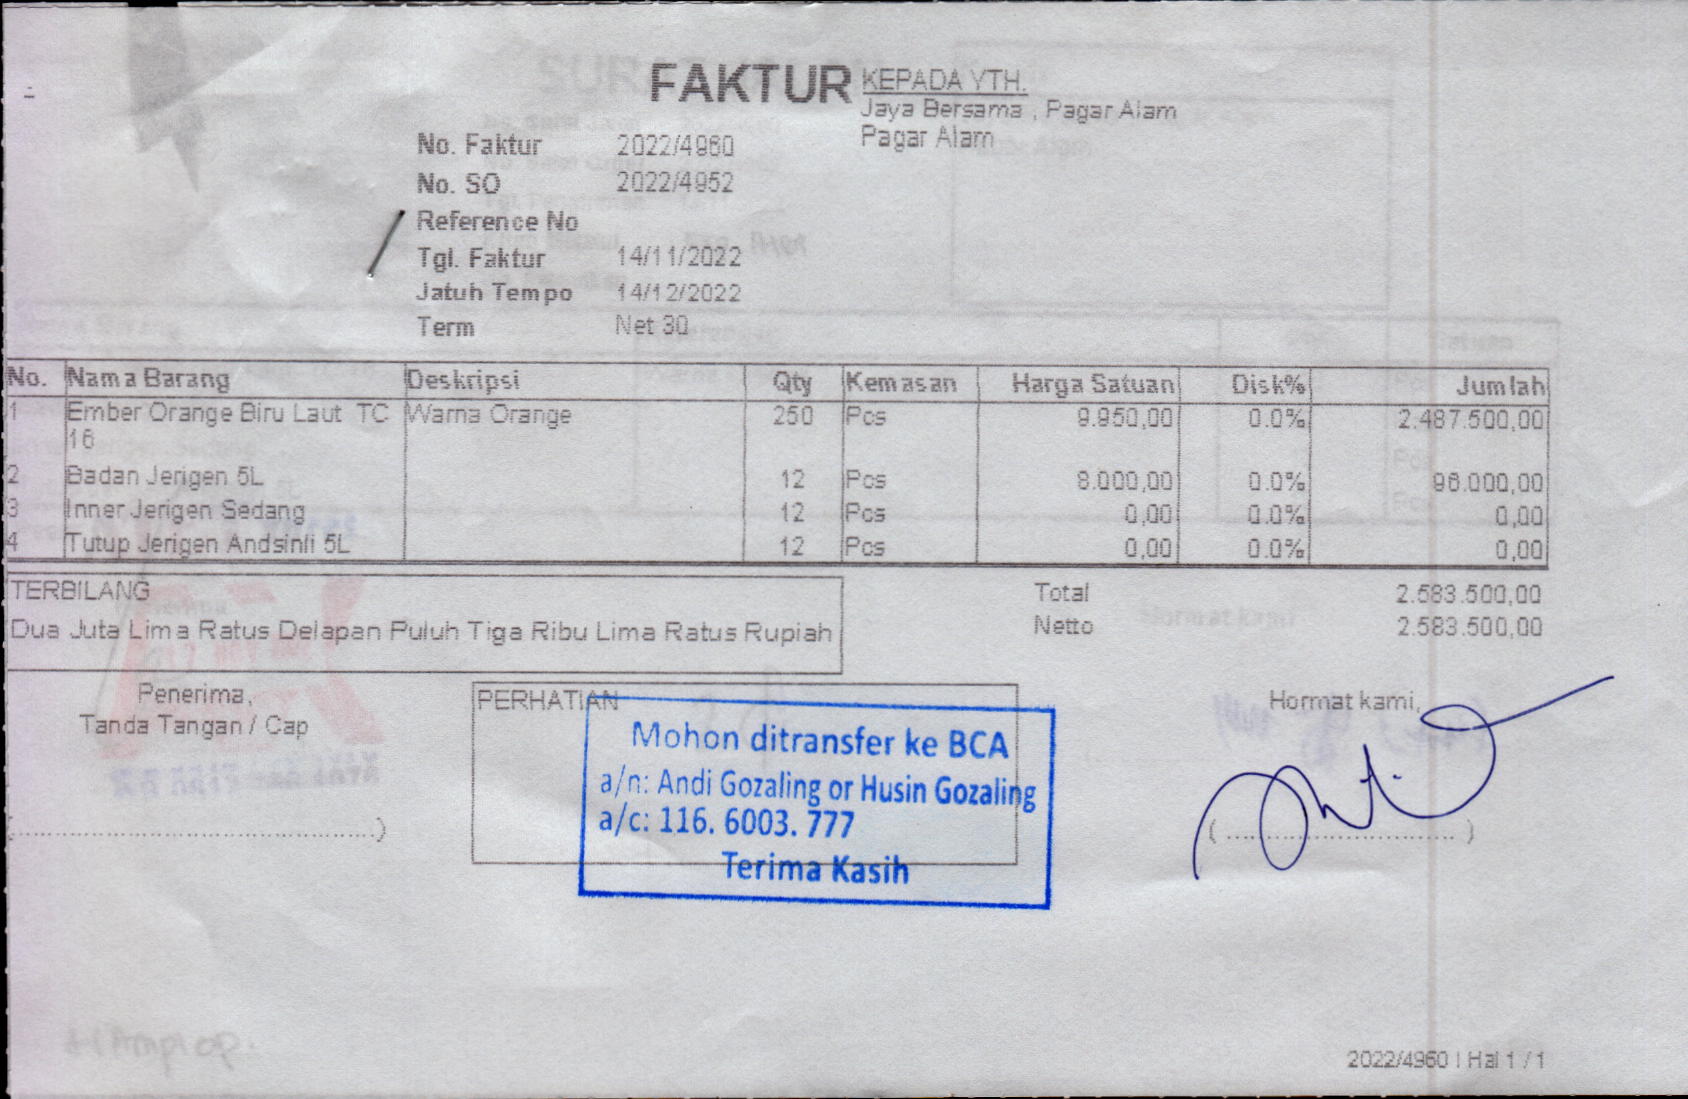 FAKTUR
KEPADA YTH.
Jaya Bersama , Pagar Alam
Pagar Alam
No. Faktur 2022/4960
No. SO 2022/4952
Reference No
Tgl. Faktur 14/11/2022
Jatuh Tempo 14/12/2022
Term Net 30
No. Nama Barang Deskripsi Qty Kemasan Harga Satuan Disk% Jumlah
1 Ember Orange Biru Laut TC Warna Orange 250 Pcs 9.950,00 0.0% 2.487.500,00
16
2 Badan Jerigen 5L 12 Pcs 8.000,00 0.0% 96.000,00
3 Inner Jerigen Sedang 12 Pcs 0,00 0.0% 0,00
4 Tutup Jerigen Andsinli 5L 12 Pcs 0,00 0.0% 0,00
TERBILANG
Dua Juta Lima Ratus Delapan Puluh Tiga Ribu Lima Ratus Rupiah
Total 2.583.500,00
Netto 2.583.500,00
Penerima,
Tanda Tangan / Cap
PERHATIAN
Mohon ditransfer ke BCA
a/n: Andi Gozaling or Husin Gozaling
a/c: 116. 6003. 777
Terima Kasih
Hormat kami,
2022/4960 | Hal 1 / 1